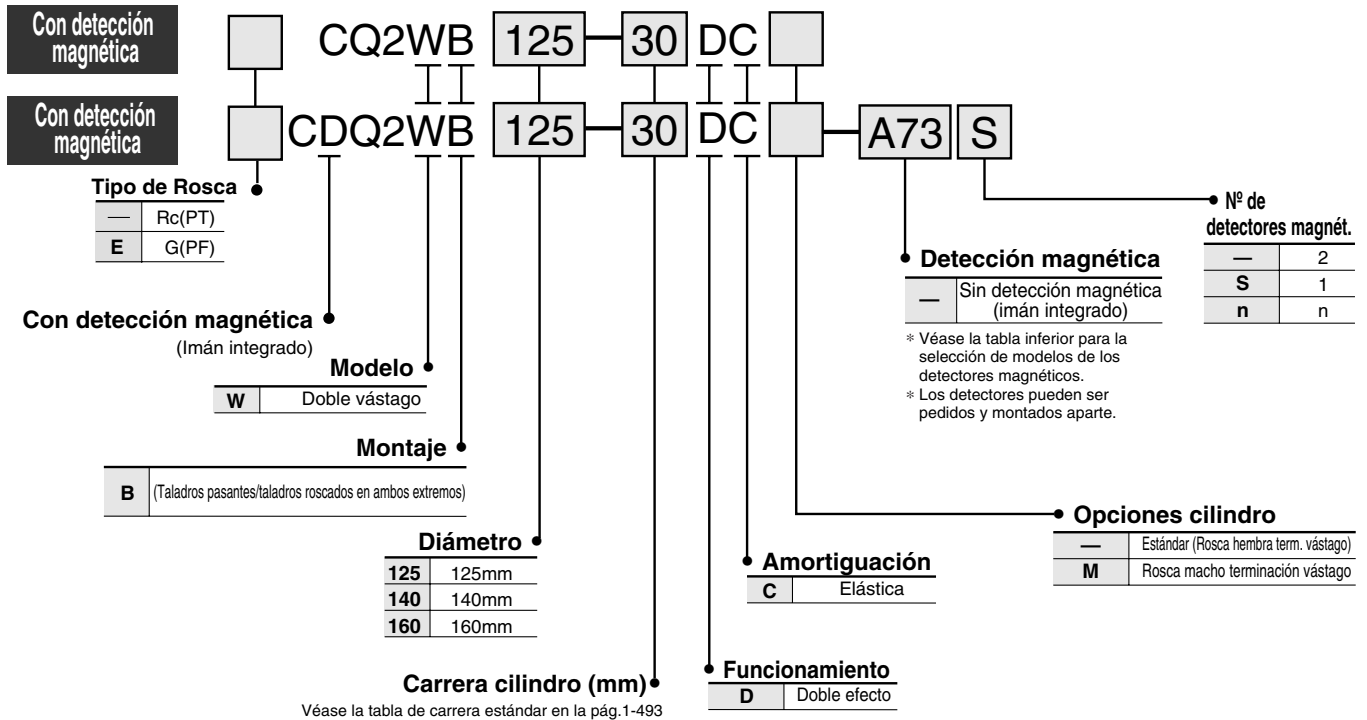 Con detección
magnética
CQ2WB 125 30 DC
Con detección
magnética
CDQ2WB 125 30 DC A73 S
Tipo de Rosca
— Rc(PT)
E G(PF)
Con detección magnética
(Imán integrado)
Modelo
W Doble vástago
Montaje
B (Taladros pasantes/taladros roscados en ambos extremos)
Diámetro
125 125mm
140 140mm
160 160mm
Carrera cilindro (mm)
Véase la tabla de carrera estándar en la pág.1-493
Funcionamiento
D Doble efecto
Amortiguación
C Elástica
Opciones cilindro
— Estándar (Rosca hembra term. vástago)
M Rosca macho terminación vástago
Detección magnética
— Sin detección magnética
(imán integrado)
* Véase la tabla inferior para la
selección de modelos de los
detectores magnéticos.
* Los detectores pueden ser
pedidos y montados aparte.
Nº de
detectores magnét.
— 2
S 1
n n